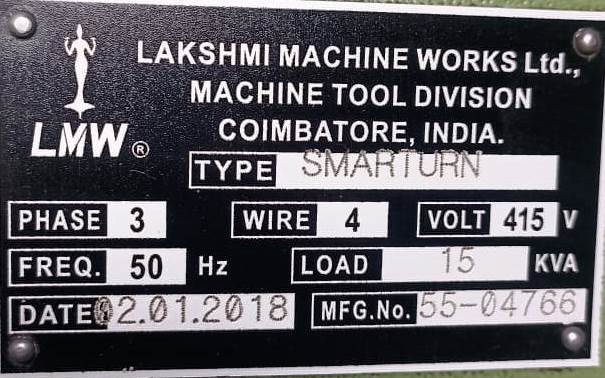 LAKSHMI MACHINE WORKS Ltd.,
MACHINE TOOL DIVISION
LMW ® COIMBATORE, INDIA.
TYPE SMARTURN
PHASE 3 WIRE 4 VOLT 415 V
FREQ. 50 Hz LOAD 15 KVA
DATE 02.01.2018 MFG.No. 55-04766